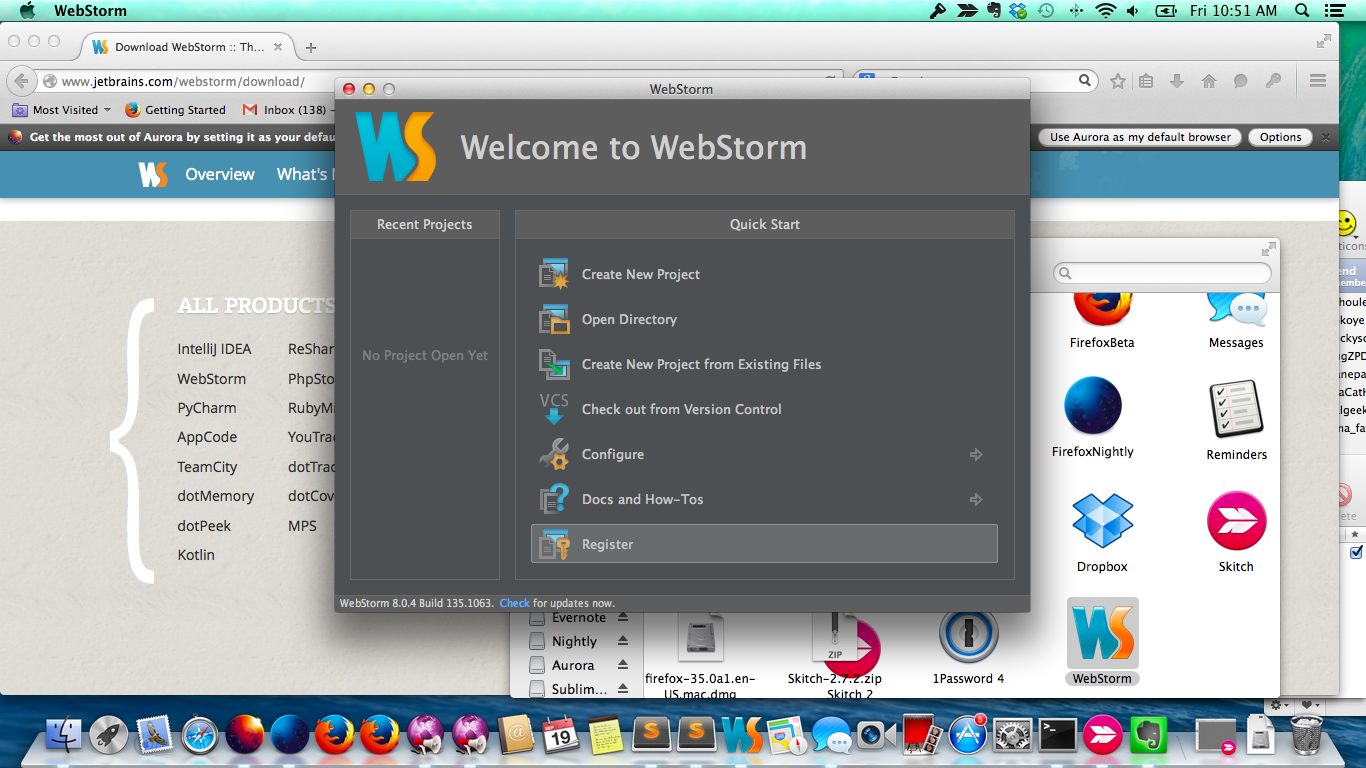 WebStorm
Fri 10:51 AM
Download WebStorm :: Th...
www.jetbrains.com/webstorm/download/
Most Visited
Getting Started
Inbox (138)
Get the most out of Aurora by setting it as your
Use Aurora as my default browser
Options
WS
Overview
What's
ALL PRODUCTS
IntelliJ IDEA
WebStorm
PyCharm
AppCode
YouTra
TeamCity
dotTrac
dotMemory
dotCov
dotPeek
MPS
Kotlin
WebStorm
WS
Welcome to WebStorm
Recent Projects
No Project Open Yet
Quick Start
Create New Project
Open Directory
Create New Project from Existing Files
VCS
Check out from Version Control
Configure
Docs and How-Tos
Register
WebStorm 8.0.4 Build 135.1063. Check for updates now.
FirefoxBeta
Messages
FirefoxNightly
Reminders
Dropbox
Skitch
WS
WebStorm
Evernote
Nightly
Aurora
Sublim...
firefox-35.0a1.en-
US.mac.dmg
ZIP
Skitch-2.7.2.zip
Skitch 2
1Password 4
SEP
19
WS
5